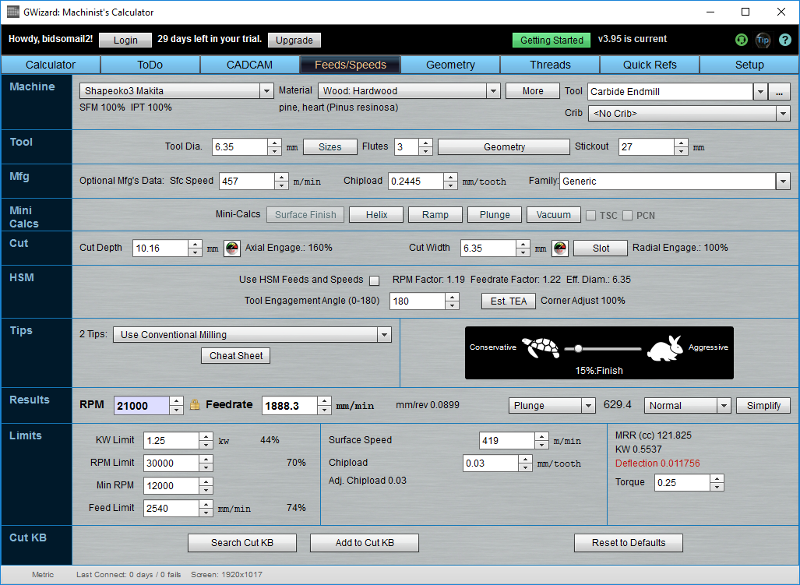 GWizard: Machinist's Calculator
Howdy, bidsomail2! Login 29 days left in your trial. Upgrade Getting Started v3.95 is current Tip ?
Calculator ToDo CADCAM Feeds/Speeds Geometry Threads Quick Refs Setup
Machine Shapeoko3 Makita Material Wood: Hardwood More Tool Carbide Endmill ...
SFM 100% IPT 100% pine, heart (Pinus resinosa) Crib <No Crib>
Tool Tool Dia. 6.35 mm Sizes Flutes 3 Geometry Stickout 27 mm
Mfg Optional Mfg's Data: Sfc Speed 457 m/min Chipload 0.2445 mm/tooth Family: Generic
Mini Calcs Mini-Calcs Surface Finish Helix Ramp Plunge Vacuum TSC PCN
Cut Cut Depth 10.16 mm Axial Engage.: 160% Cut Width 6.35 mm Slot Radial Engage.: 100%
HSM Use HSM Feeds and Speeds RPM Factor: 1.19 Feedrate Factor: 1.22 Eff. Diam.: 6.35
Tool Engagement Angle (0-180) 180 Est. TEA Corner Adjust 100%
Tips 2 Tips: Use Conventional Milling
Cheat Sheet
Conservative Aggressive
15%:Finish
Results RPM 21000 Feedrate 1888.3 mm/min mm/rev 0.0899 Plunge 629.4 Normal Simplify
Limits KW Limit 1.25 kw 44% Surface Speed 419 m/min MRR (cc) 121.825
KW 0.5537
RPM Limit 30000 70% Chipload 0.03 mm/tooth Deflection 0.011756
Min RPM 12000 Adj. Chipload 0.03 Torque 0.25
Feed Limit 2540 mm/min 74%
Cut KB Search Cut KB Add to Cut KB Reset to Defaults
Metric Last Connect: 0 days / 0 fails Screen: 1920x1017